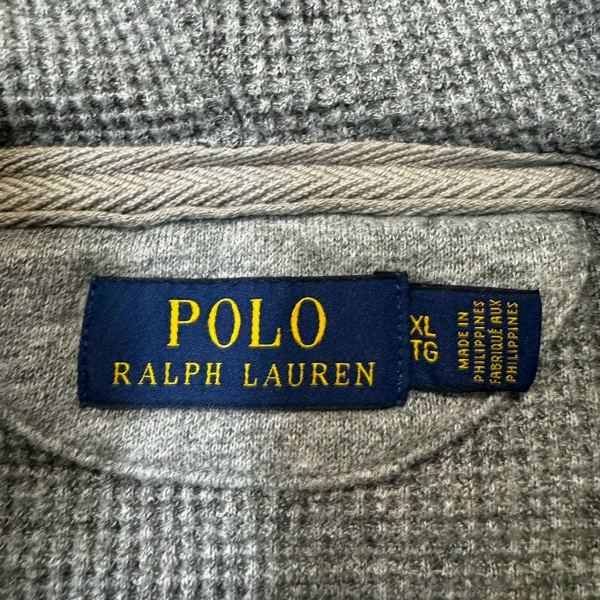 POLO
RALPH LAUREN
XL
TG
MADE IN
PHILIPPINES
FABRIQUÉ AUX
PHILIPPINES